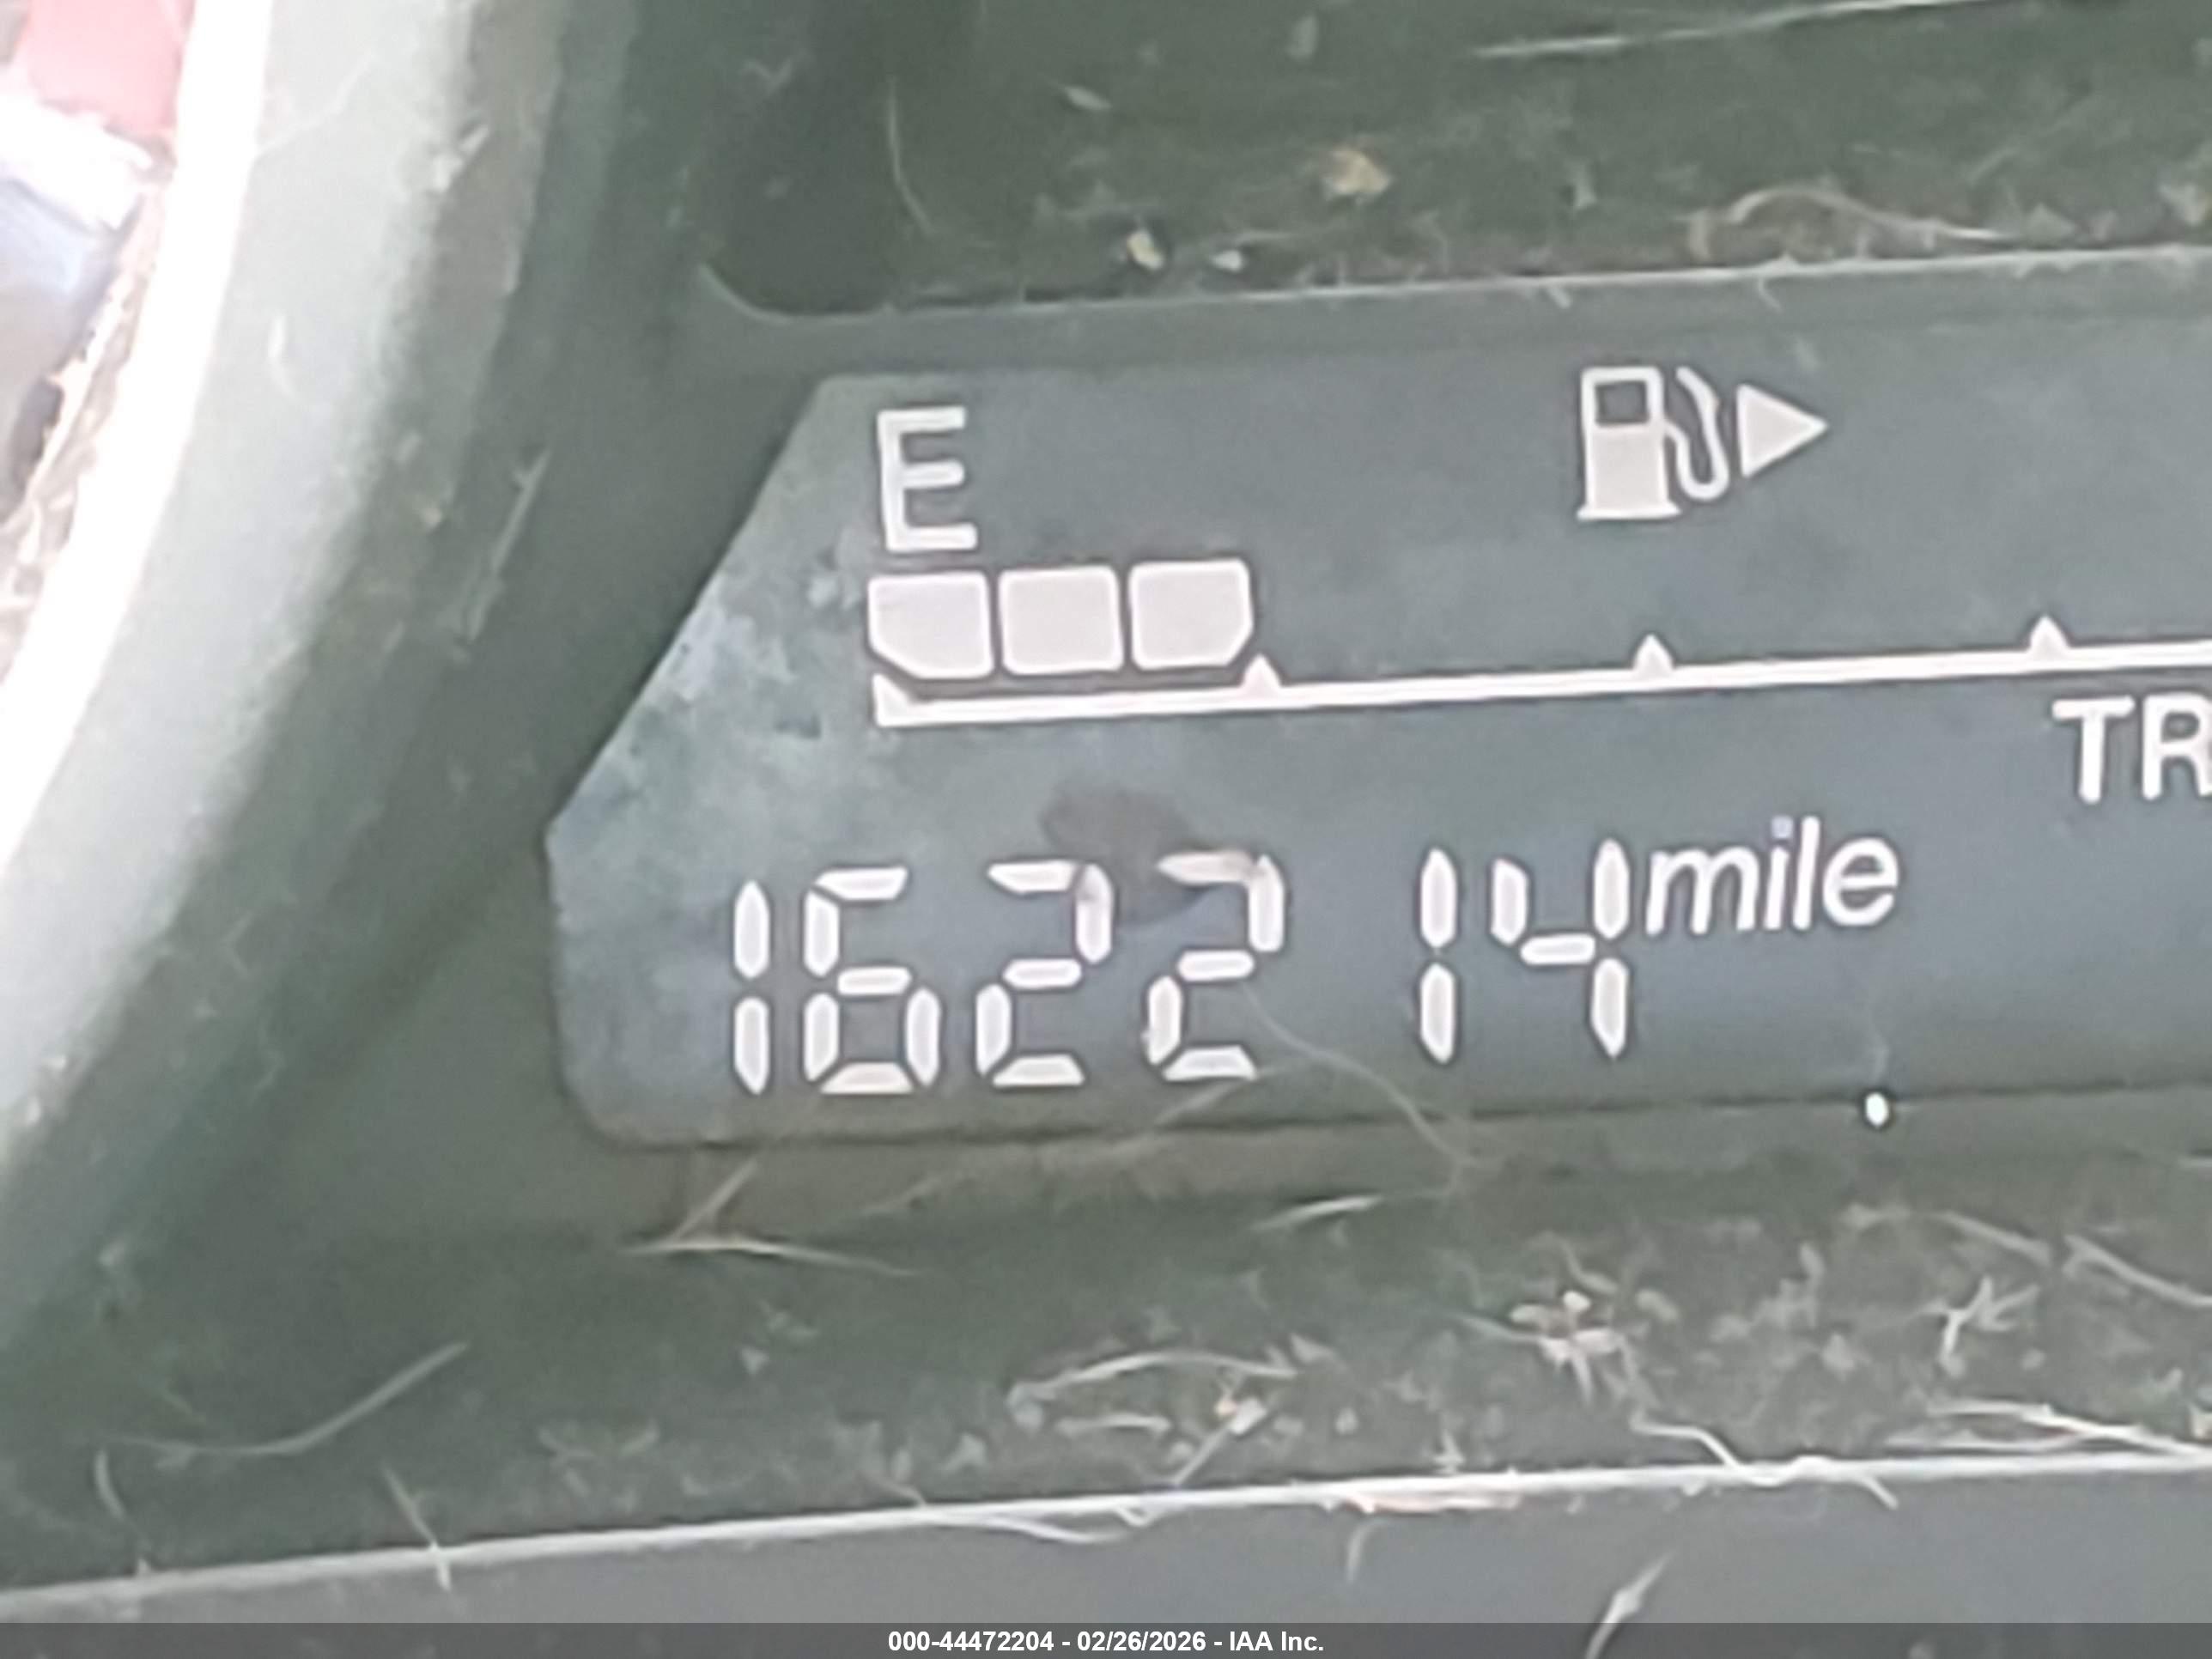 E
TR
162214 mile
000-44472204 - 02/26/2026 - IAA Inc.